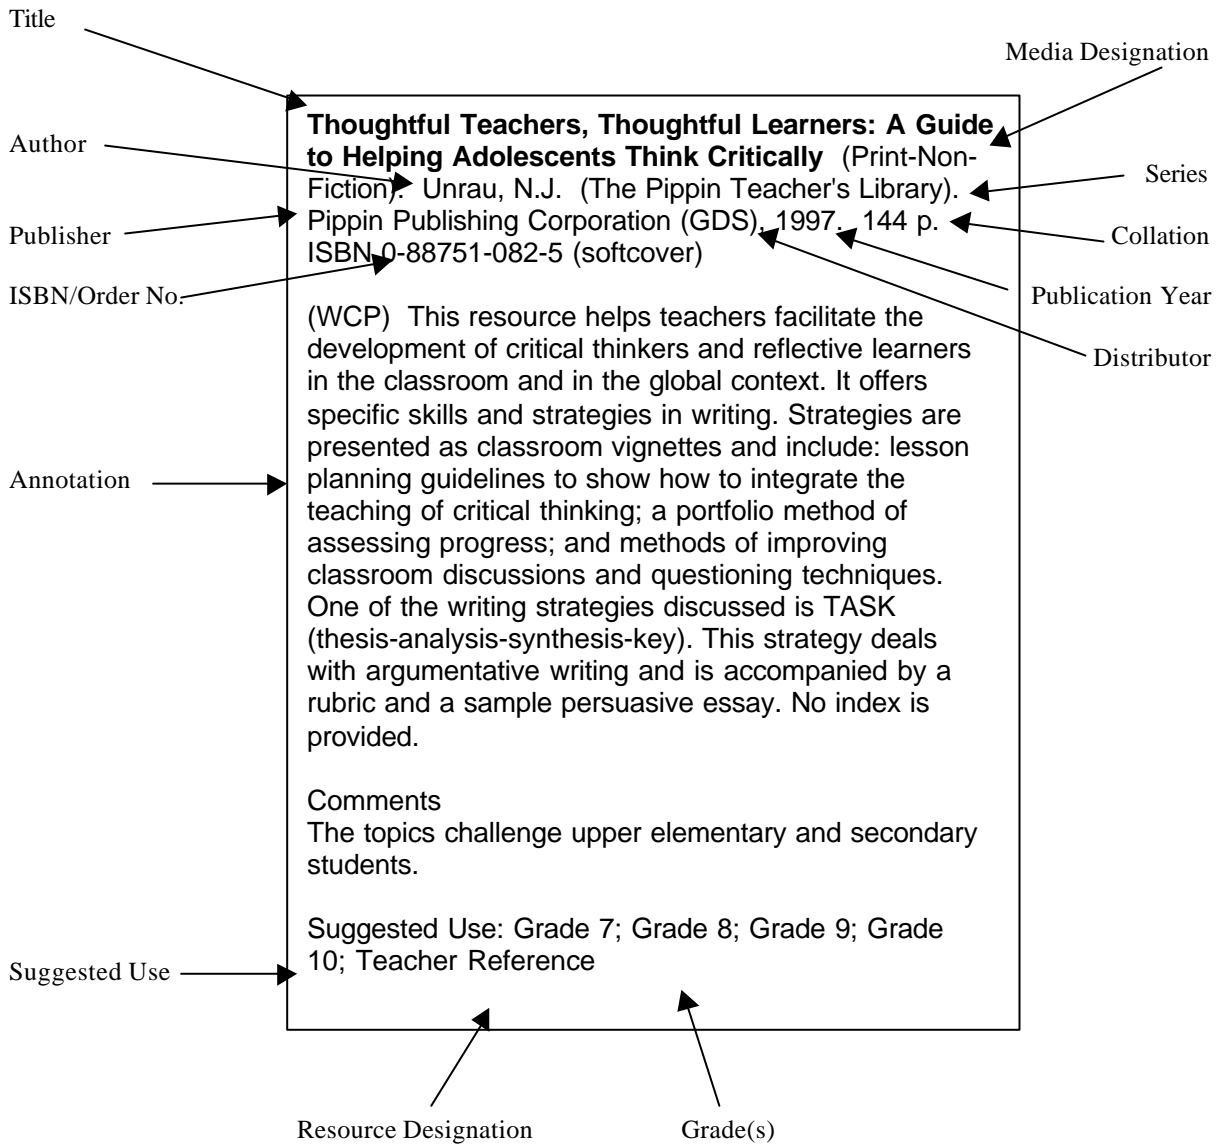 Title
Media Designation
Thoughtful Teachers, Thoughtful Learners: A Guide
Author
to Helping Adolescents Think Critically (Print-Non-
Fiction). Unrau, N.J. (The Pippin Teacher's Library).
Series
Publisher
Pippin Publishing Corporation (GDS), 1997. 144 p.
Collation
ISBN 0-88751-082-5 (softcover)
ISBN/Order No.
Publication Year
(WCP) This resource helps teachers facilitate the
development of critical thinkers and reflective learners
Distributor
in the classroom and in the global context. It offers
specific skills and strategies in writing. Strategies are
presented as classroom vignettes and include: lesson
Annotation
planning guidelines to show how to integrate the
teaching of critical thinking; a portfolio method of
assessing progress; and methods of improving
classroom discussions and questioning techniques.
One of the writing strategies discussed is TASK
(thesis-analysis-synthesis-key). This strategy deals
with argumentative writing and is accompanied by a
rubric and a sample persuasive essay. No index is
provided.
Comments
The topics challenge upper elementary and secondary
students.
Suggested Use: Grade 7; Grade 8; Grade 9; Grade
10; Teacher Reference
Suggested Use
Resource Designation
Grade(s)